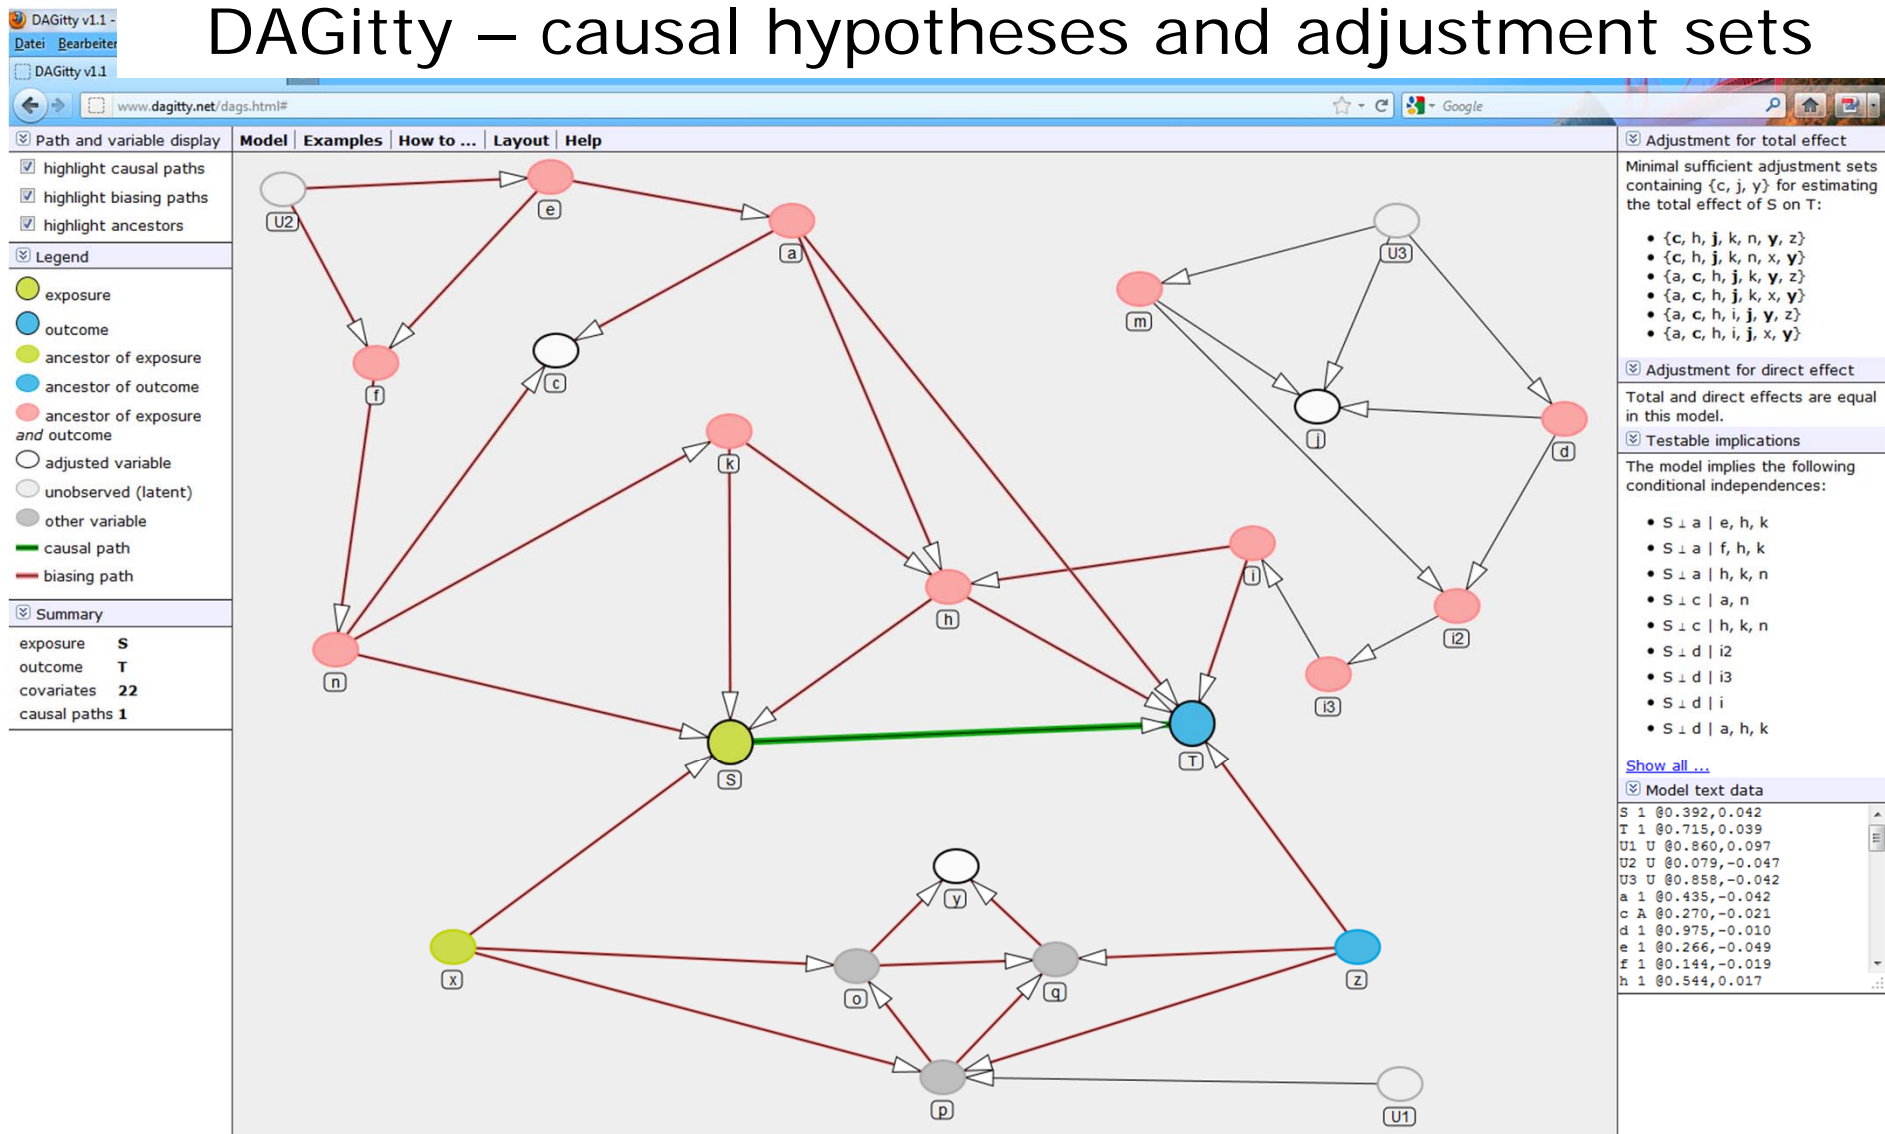 DAGitty – causal hypotheses and adjustment sets
DAGitty v1.1 -
Datei Bearbeiten
DAGitty v1.1
www.dagitty.net/dags.html#
Google
Path and variable display
highlight causal paths
highlight biasing paths
highlight ancestors
Legend
exposure
outcome
ancestor of exposure
ancestor of outcome
ancestor of exposure
and outcome
adjusted variable
unobserved (latent)
other variable
causal path
biasing path
Summary
exposure S
outcome T
covariates 22
causal paths 1
Model | Examples | How to ... | Layout | Help
U2
e
a
U3
m
f
c
j
d
k
i
h
i2
n
i3
S
T
y
x
o
q
z
p
U1
Adjustment for total effect
Minimal sufficient adjustment sets
containing {c, j, y} for estimating
the total effect of S on T:
• {c, h, j, k, n, y, z}
• {c, h, j, k, n, x, y}
• {a, c, h, j, k, y, z}
• {a, c, h, j, k, x, y}
• {a, c, h, i, j, y, z}
• {a, c, h, i, j, x, y}
Adjustment for direct effect
Total and direct effects are equal
in this model.
Testable implications
The model implies the following
conditional independences:
• S ⊥ a | e, h, k
• S ⊥ a | f, h, k
• S ⊥ a | h, k, n
• S ⊥ c | a, n
• S ⊥ c | h, k, n
• S ⊥ d | i2
• S ⊥ d | i3
• S ⊥ d | i
• S ⊥ d | a, h, k
Show all ...
Model text data
S 1 @0.392,0.042
T 1 @0.715,0.039
U1 U @0.860,0.097
U2 U @0.079,-0.047
U3 U @0.858,-0.042
a 1 @0.435,-0.042
c A @0.270,-0.021
d 1 @0.975,-0.010
e 1 @0.266,-0.049
f 1 @0.144,-0.019
h 1 @0.544,0.017